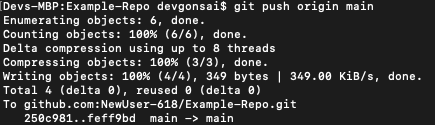 [Devs-MBP:Example-Repo devgonsai$ git push origin main
Enumerating objects: 6, done.
Counting objects: 100% (6/6), done.
Delta compression using up to 8 threads
Compressing objects: 100% (3/3), done.
Writing objects: 100% (4/4), 349 bytes | 349.00 KiB/s, done.
Total 4 (delta 0), reused 0 (delta 0)
To github.com:NewUser-618/Example-Repo.git
   250c981..feff9bd  main -> main